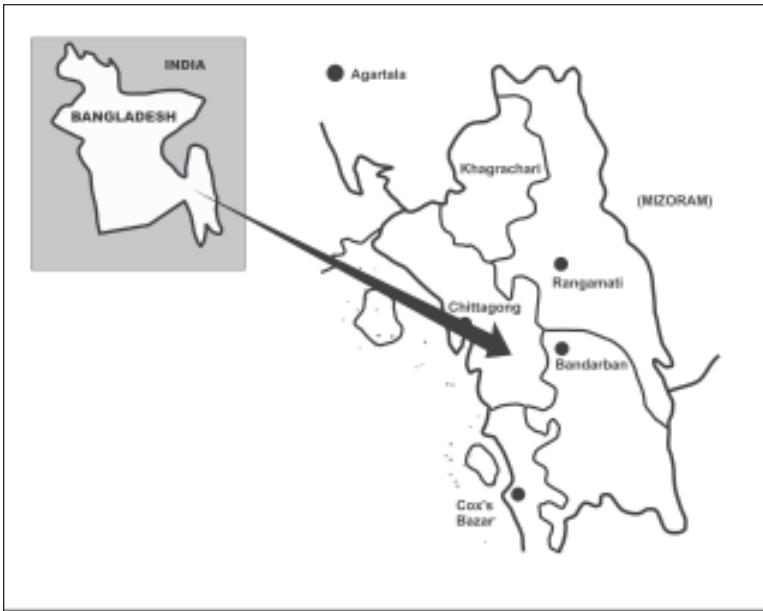 INDIA
BANGLADESH
Agartala
Khagrachari
(MIZORAM)
Rangamati
Chittagong
Bandarban
Cox's
Bazar